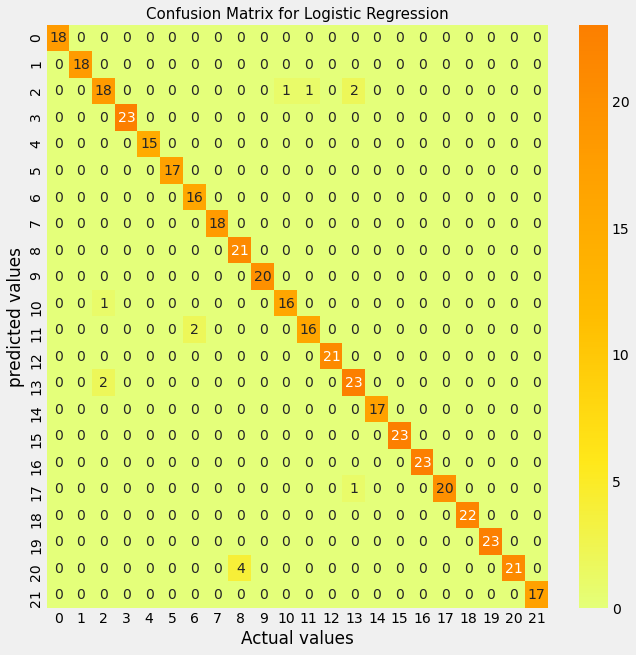 Confusion Matrix for Logistic Regression
0 18 0 0 0 0 0 0 0 0 0 0 0 0 0 0 0 0 0 0 0 0 0
1 0 18 0 0 0 0 0 0 0 0 0 0 0 0 0 0 0 0 0 0 0 0
2 0 0 18 0 0 0 0 0 0 0 1 1 0 2 0 0 0 0 0 0 0 0
3 0 0 0 23 0 0 0 0 0 0 0 0 0 0 0 0 0 0 0 0 0 0
4 0 0 0 0 15 0 0 0 0 0 0 0 0 0 0 0 0 0 0 0 0 0
5 0 0 0 0 0 17 0 0 0 0 0 0 0 0 0 0 0 0 0 0 0 0
6 0 0 0 0 0 0 16 0 0 0 0 0 0 0 0 0 0 0 0 0 0 0
7 0 0 0 0 0 0 0 18 0 0 0 0 0 0 0 0 0 0 0 0 0 0
8 0 0 0 0 0 0 0 0 21 0 0 0 0 0 0 0 0 0 0 0 0 0
9 0 0 0 0 0 0 0 0 0 20 0 0 0 0 0 0 0 0 0 0 0 0
10 0 0 1 0 0 0 0 0 0 0 16 0 0 0 0 0 0 0 0 0 0 0
11 0 0 0 0 0 0 2 0 0 0 0 16 0 0 0 0 0 0 0 0 0 0
12 0 0 0 0 0 0 0 0 0 0 0 0 21 0 0 0 0 0 0 0 0 0
13 0 0 2 0 0 0 0 0 0 0 0 0 0 23 0 0 0 0 0 0 0 0
14 0 0 0 0 0 0 0 0 0 0 0 0 0 0 17 0 0 0 0 0 0 0
15 0 0 0 0 0 0 0 0 0 0 0 0 0 0 0 23 0 0 0 0 0 0
16 0 0 0 0 0 0 0 0 0 0 0 0 0 0 0 0 23 0 0 0 0 0
17 0 0 0 0 0 0 0 0 0 0 0 0 0 1 0 0 0 20 0 0 0 0
18 0 0 0 0 0 0 0 0 0 0 0 0 0 0 0 0 0 0 22 0 0 0
19 0 0 0 0 0 0 0 0 0 0 0 0 0 0 0 0 0 0 0 23 0 0
20 0 0 0 0 0 0 0 0 4 0 0 0 0 0 0 0 0 0 0 0 21 0
21 0 0 0 0 0 0 0 0 0 0 0 0 0 0 0 0 0 0 0 0 0 17
0 1 2 3 4 5 6 7 8 9 10 11 12 13 14 15 16 17 18 19 20 21
Actual values
predicted values
20
15
10
5
0